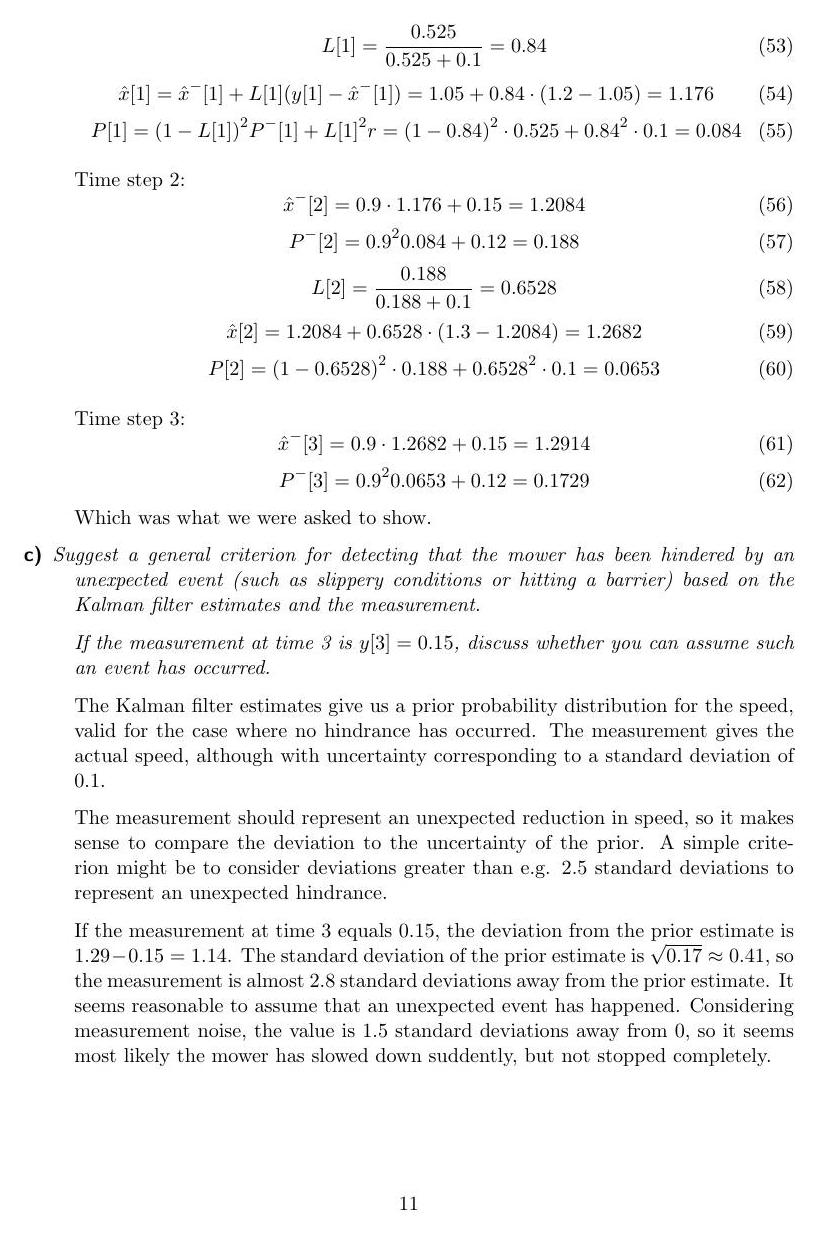 L[1] = 0.525 / (0.525 + 0.1) = 0.84 (53)
x̂[1] = x̂⁻[1] + L[1](y[1] − x̂⁻[1]) = 1.05 + 0.84 · (1.2 − 1.05) = 1.176 (54)
P[1] = (1 − L[1])²P⁻[1] + L[1]²r = (1 − 0.84)² · 0.525 + 0.84² · 0.1 = 0.084 (55)
Time step 2:
x̂⁻[2] = 0.9 · 1.176 + 0.15 = 1.2084 (56)
P⁻[2] = 0.9²0.084 + 0.12 = 0.188 (57)
L[2] = 0.188 / (0.188 + 0.1) = 0.6528 (58)
x̂[2] = 1.2084 + 0.6528 · (1.3 − 1.2084) = 1.2682 (59)
P[2] = (1 − 0.6528)² · 0.188 + 0.6528² · 0.1 = 0.0653 (60)
Time step 3:
x̂⁻[3] = 0.9 · 1.2682 + 0.15 = 1.2914 (61)
P⁻[3] = 0.9²0.0653 + 0.12 = 0.1729 (62)
Which was what we were asked to show.
c) Suggest a general criterion for detecting that the mower has been hindered by an
unexpected event (such as slippery conditions or hitting a barrier) based on the
Kalman filter estimates and the measurement.
If the measurement at time 3 is y[3] = 0.15, discuss whether you can assume such
an event has occurred.
The Kalman filter estimates give us a prior probability distribution for the speed,
valid for the case where no hindrance has occurred. The measurement gives the
actual speed, although with uncertainty corresponding to a standard deviation of
0.1.
The measurement should represent an unexpected reduction in speed, so it makes
sense to compare the deviation to the uncertainty of the prior. A simple crite-
rion might be to consider deviations greater than e.g. 2.5 standard deviations to
represent an unexpected hindrance.
If the measurement at time 3 equals 0.15, the deviation from the prior estimate is
1.29−0.15 = 1.14. The standard deviation of the prior estimate is √0.17 ≈ 0.41, so
the measurement is almost 2.8 standard deviations away from the prior estimate. It
seems reasonable to assume that an unexpected event has happened. Considering
measurement noise, the value is 1.5 standard deviations away from 0, so it seems
most likely the mower has slowed down suddently, but not stopped completely.
11